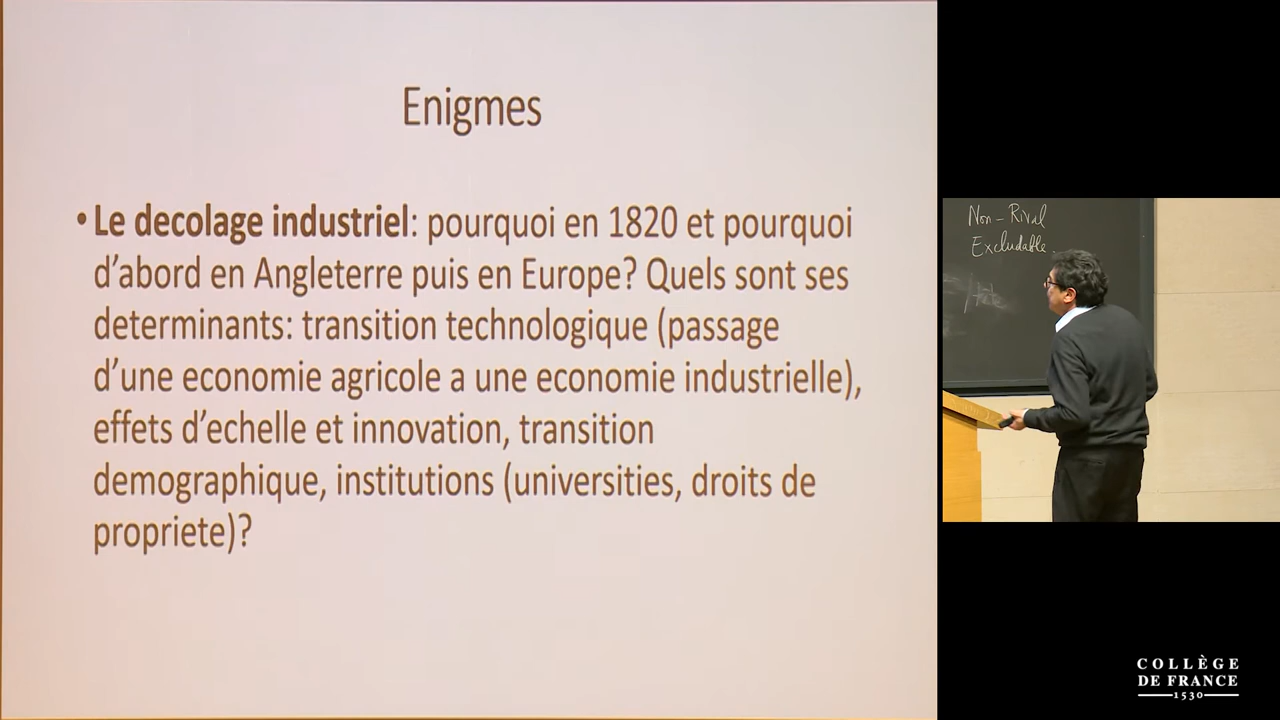 Enigmes
• Le decolage industriel: pourquoi en 1820 et pourquoi
d’abord en Angleterre puis en Europe? Quels sont ses
determinants: transition technologique (passage
d’une economie agricole a une economie industrielle),
effets d’echelle et innovation, transition
demographique, institutions (universities, droits de
propriete)?
Non-Rival
Excludable.
COLLÈGE
DE FRANCE
1530